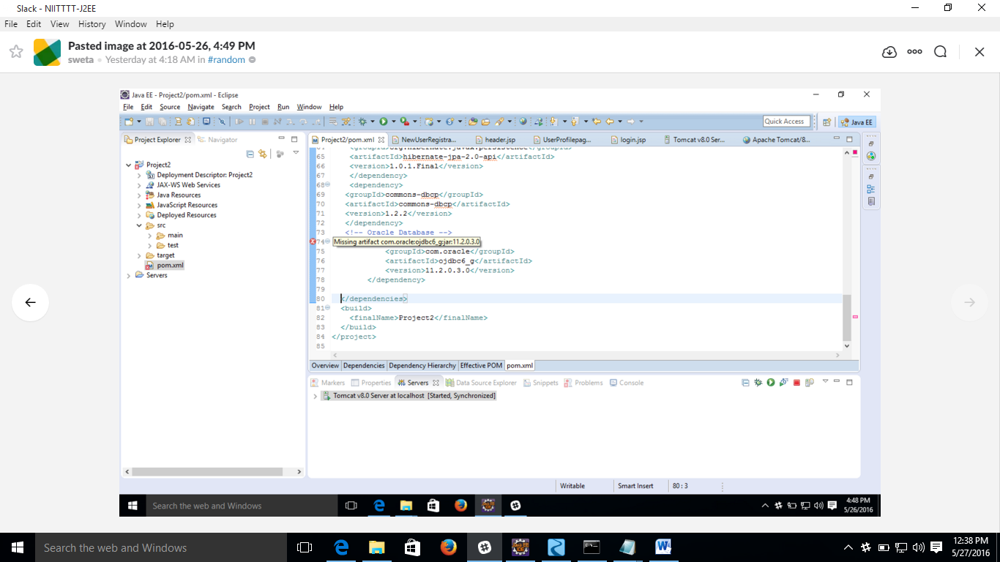 Slack - NIITTTT-J2EE
File Edit View History Window Help
Pasted image at 2016-05-26, 4:49 PM
sweta Yesterday at 4:18 AM in #random
Java EE - Project2/pom.xml - Eclipse
File Edit Source Navigate Search Project Run Window Help
Quick Access Java EE
Project Explorer Navigator
Project2/pom.xml NewUserRegistra... header.jsp UserProfilepag... login.jsp Tomcat v8.0 Ser... Apache Tomcat/8...
Project2
Deployment Descriptor: Project2
JAX-WS Web Services
Java Resources
JavaScript Resources
Deployed Resources
src
main
test
target
pom.xml
Servers
<groupId>org.hibernate.javax.persistence</groupId>
65 <artifactId>hibernate-jpa-2.0-api</artifactId>
66 <version>1.0.1.Final</version>
67 </dependency>
68 <dependency>
69 <groupId>commons-dbcp</groupId>
70 <artifactId>commons-dbcp</artifactId>
71 <version>1.2.2</version>
72 </dependency>
73 <!-- Oracle Database -->
74 Missing artifact com.oracle:ojdbc6_g:jar:11.2.0.3.0
75 <groupId>com.oracle</groupId>
76 <artifactId>ojdbc6_g</artifactId>
77 <version>11.2.0.3.0</version>
78 </dependency>
79
80 </dependencies>
81 <build>
82 <finalName>Project2</finalName>
83 </build>
84 </project>
85
Overview Dependencies Dependency Hierarchy Effective POM pom.xml
Markers Properties Servers Data Source Explorer Snippets Problems Console
Tomcat v8.0 Server at localhost [Started, Synchronized]
Writable Smart Insert 80 : 3
Search the web and Windows
4:48 PM
5/26/2016
Search the web and Windows
12:38 PM
5/27/2016